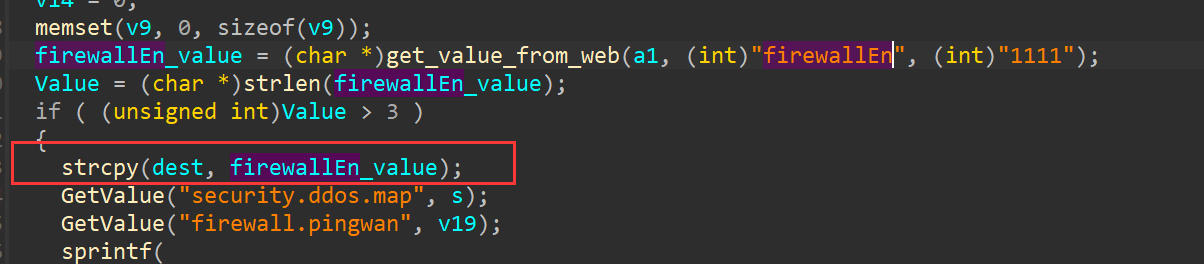 v14 = 0;
memset(v9, 0, sizeof(v9));
firewallEn_value = (char *)get_value_from_web(a1, (int)"firewallEn", (int)"1111");
Value = (char *)strlen(firewallEn_value);
if ( (unsigned int)Value > 3 )
{
strcpy(dest, firewallEn_value);
GetValue("security.ddos.map", s);
GetValue("firewall.pingwan", v19);
sprintf(